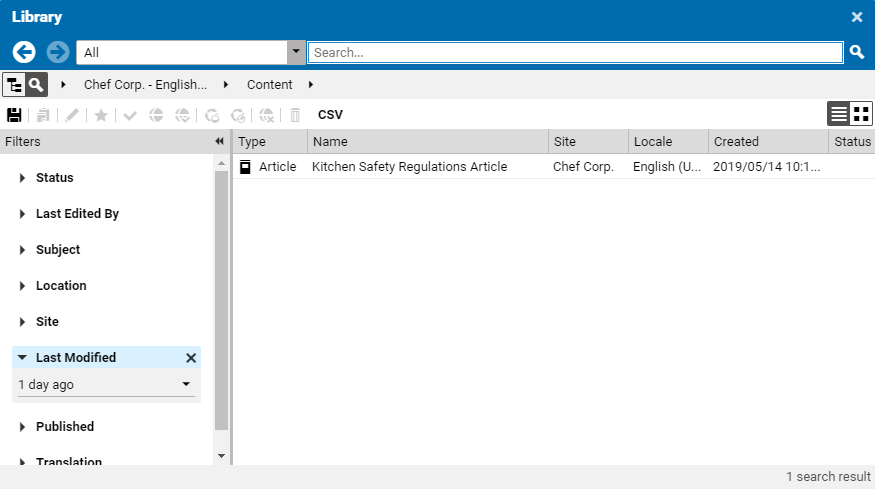 Library
All
Search...
Chef Corp. - English...
Content
CSV
Filters
Type
Name
Site
Locale
Created
Status
Article
Kitchen Safety Regulations Article
Chef Corp.
English (U...
2019/05/14 10:1...
Status
Last Edited By
Subject
Location
Site
Last Modified
1 day ago
Published
Translation
1 search result